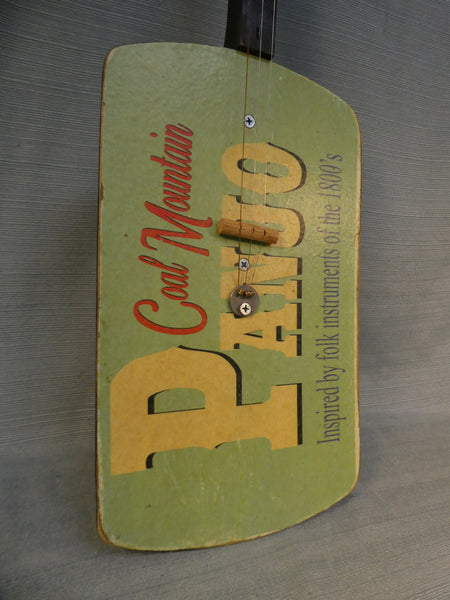 Coal Mountain
PANJO
Inspired by folk instruments of the 1800's